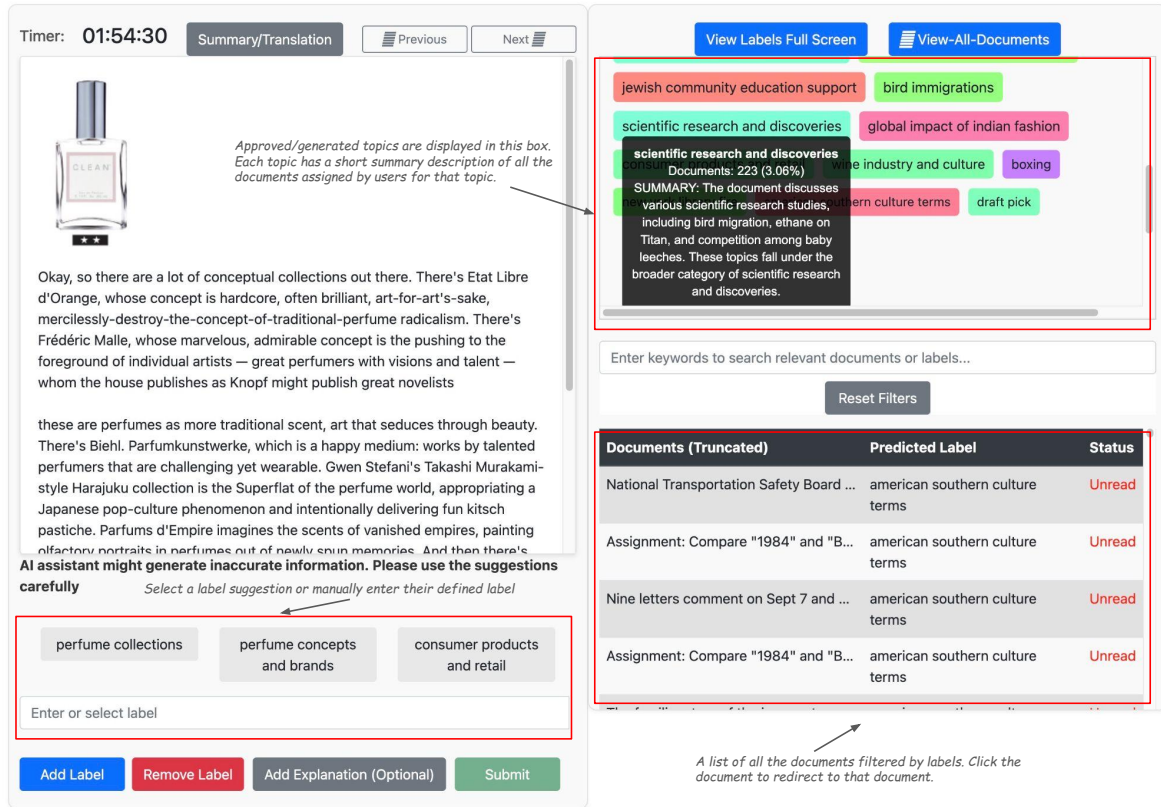 Timer: 01:54:30 Summary/Translation Previous Next
CLEAN
Approved/generated topics are displayed in this box.
Each topic has a short summary description of all the
documents assigned by users for that topic.
Okay, so there are a lot of conceptual collections out there. There's Etat Libre
d'Orange, whose concept is hardcore, often brilliant, art-for-art's-sake,
mercilessly-destroy-the-concept-of-traditional-perfume radicalism. There's
Frédéric Malle, whose marvelous, admirable concept is the pushing to the
foreground of individual artists — great perfumers with visions and talent —
whom the house publishes as Knopf might publish great novelists
these are perfumes as more traditional scent, art that seduces through beauty.
There's Biehl. Parfumkunstwerke, which is a happy medium: works by talented
perfumers that are challenging yet wearable. Gwen Stefani's Takashi Murakami-
style Harajuku collection is the Superflat of the perfume world, appropriating a
Japanese pop-culture phenomenon and intentionally delivering fun kitsch
pastiche. Parfums d'Empire imagines the scents of vanished empires, painting
olfactory portraits in perfumes out of newly spun memories. And then there's
AI assistant might generate inaccurate information. Please use the suggestions
carefully
Select a label suggestion or manually enter their defined label
perfume collections
perfume concepts
and brands
consumer products
and retail
Enter or select label
Add Label Remove Label Add Explanation (Optional) Submit
View Labels Full Screen View-All-Documents
jewish community education support bird immigrations
scientific research and discoveries global impact of indian fashion
wine industry and culture boxing
southern culture terms draft pick
scientific research and discoveries
Documents: 223 (3.06%)
SUMMARY: The document discusses
various scientific research studies,
including bird migration, ethane on
Titan, and competition among baby
leeches. These topics fall under the
broader category of scientific research
and discoveries.
Enter keywords to search relevant documents or labels...
Reset Filters
Documents (Truncated) Predicted Label Status
National Transportation Safety Board ... american southern culture Unread
terms
Assignment: Compare "1984" and "B... american southern culture Unread
terms
Nine letters comment on Sept 7 and ... american southern culture Unread
terms
Assignment: Compare "1984" and "B... american southern culture Unread
terms
A list of all the documents filtered by labels. Click the
document to redirect to that document.